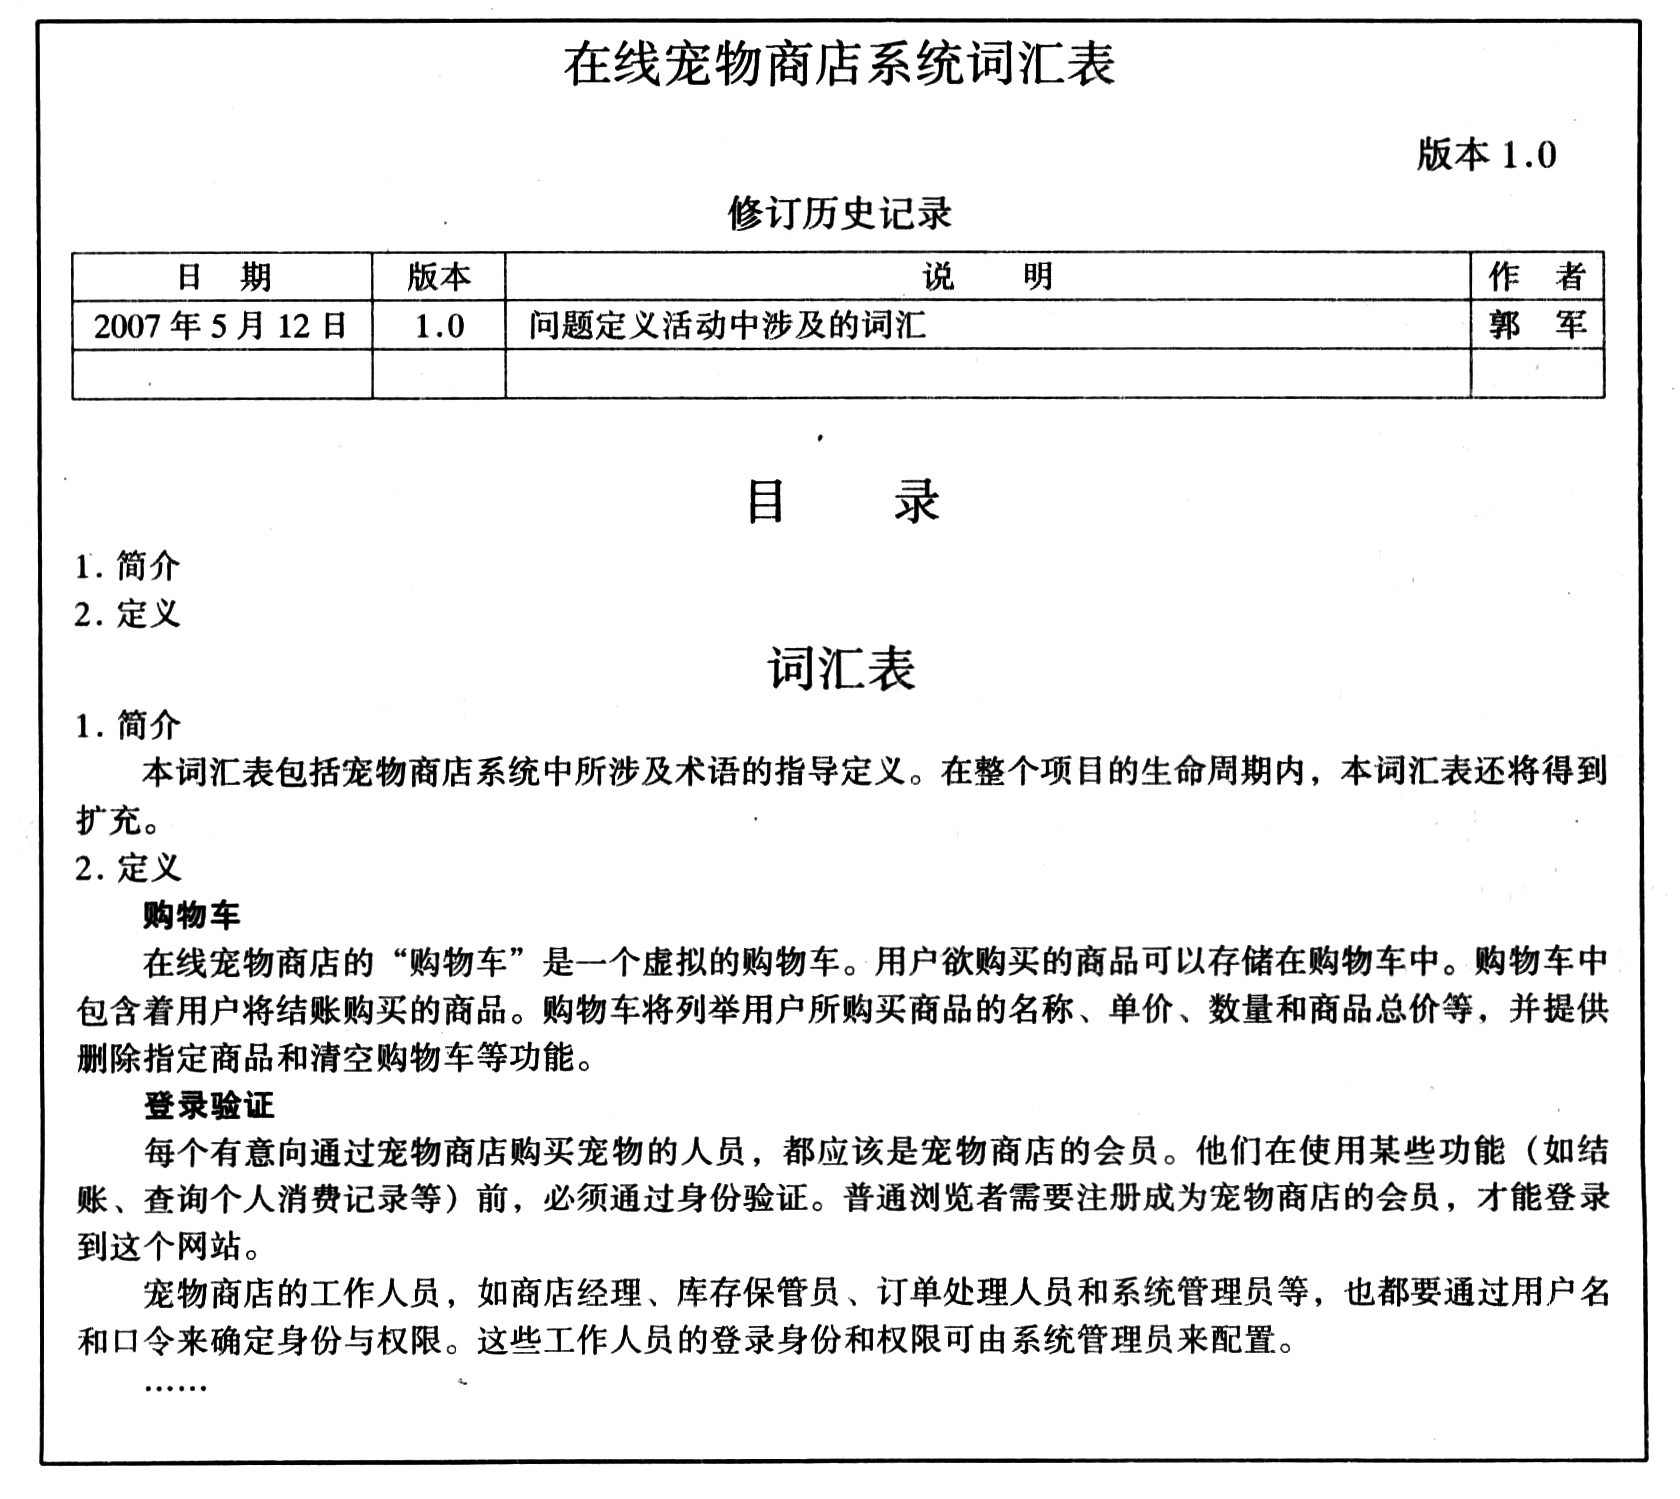 在线宠物商店系统词汇表
版本 1.0
修订历史记录
日 期 版本 说 明 作 者
2007 年 5 月 12 日 1.0 问题定义活动中涉及的词汇 郭 军
目 录
1. 简介
2. 定义
词汇表
1. 简介
本词汇表包括宠物商店系统中所涉及术语的指导定义。在整个项目的生命周期内，本词汇表还将得到
扩充。
2. 定义
购物车
在线宠物商店的“购物车”是一个虚拟的购物车。用户欲购买的商品可以存储在购物车中。购物车中
包含着用户将结账购买的商品。购物车将列举用户所购买商品的名称、单价、数量和商品总价等，并提供
删除指定商品和清空购物车等功能。
登录验证
每个有意向通过宠物商店购买宠物的人员，都应该是宠物商店的会员。他们在使用某些功能（如结
账、查询个人消费记录等）前，必须通过身份验证。普通浏览者需要注册成为宠物商店的会员，才能登录
到这个网站。
宠物商店的工作人员，如商店经理、库存保管员、订单处理人员和系统管理员等，也都要通过用户名
和口令来确定身份与权限。这些工作人员的登录身份和权限可由系统管理员来配置。
……